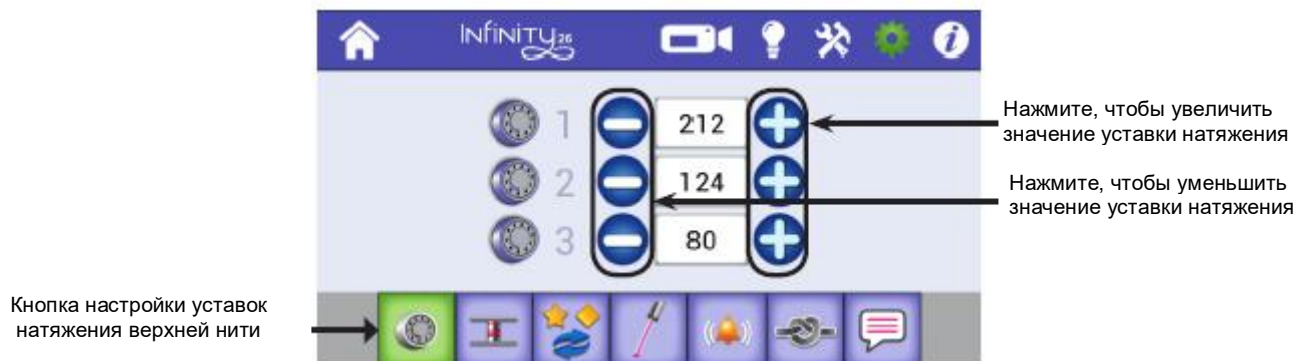 INFINITY26
1 212
Нажмите, чтобы увеличить
значение уставки натяжения
2 124
Нажмите, чтобы уменьшить
значение уставки натяжения
3 80
Кнопка настройки уставок
натяжения верхней нити